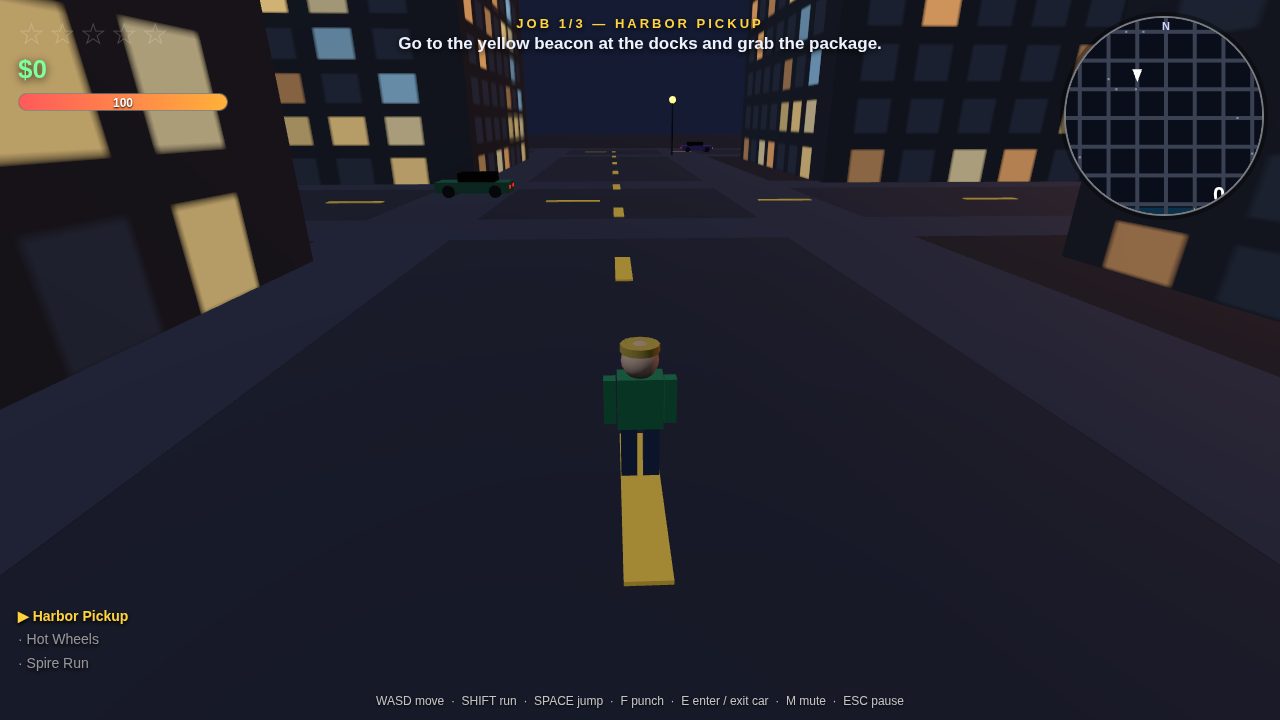 JOB 1/3 — HARBOR PICKUP
Go to the yellow beacon at the docks and grab the package.
☆☆☆☆☆
$0
100
N
0
▶ Harbor Pickup
· Hot Wheels
· Spire Run
WASD move · SHIFT run · SPACE jump · F punch · E enter / exit car · M mute · ESC pause